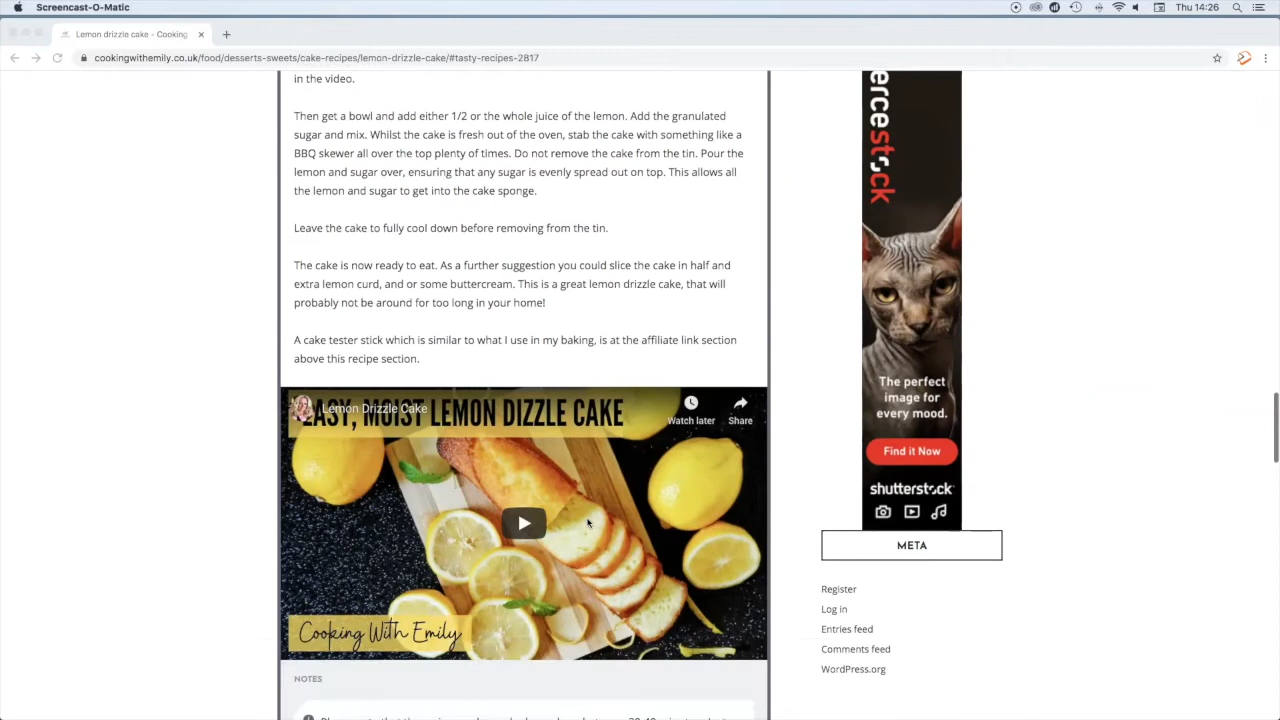 Screencast-O-Matic
Thu 14:26
Lemon drizzle cake - Cooking
cookingwithemily.co.uk/food/desserts-sweets/cake-recipes/lemon-drizzle-cake/#tasty-recipes-2817
in the video.
Then get a bowl and add either 1/2 or the whole juice of the lemon. Add the granulated
sugar and mix. Whilst the cake is fresh out of the oven, stab the cake with something like a
BBQ skewer all over the top plenty of times. Do not remove the cake from the tin. Pour the
lemon and sugar over, ensuring that any sugar is evenly spread out on top. This allows all
the lemon and sugar to get into the cake sponge.
Leave the cake to fully cool down before removing from the tin.
The cake is now ready to eat. As a further suggestion you could slice the cake in half and
extra lemon curd, and or some buttercream. This is a great lemon drizzle cake, that will
probably not be around for too long in your home!
A cake tester stick which is similar to what I use in my baking, is at the affiliate link section
above this recipe section.
Lemon Drizzle Cake
MOIST LEMON DIZZLE CAKE
Watch later
Share
Cooking With Emily
NOTES
The perfect
image for
every mood.
Find it Now
shutterstock
META
Register
Log in
Entries feed
Comments feed
WordPress.org